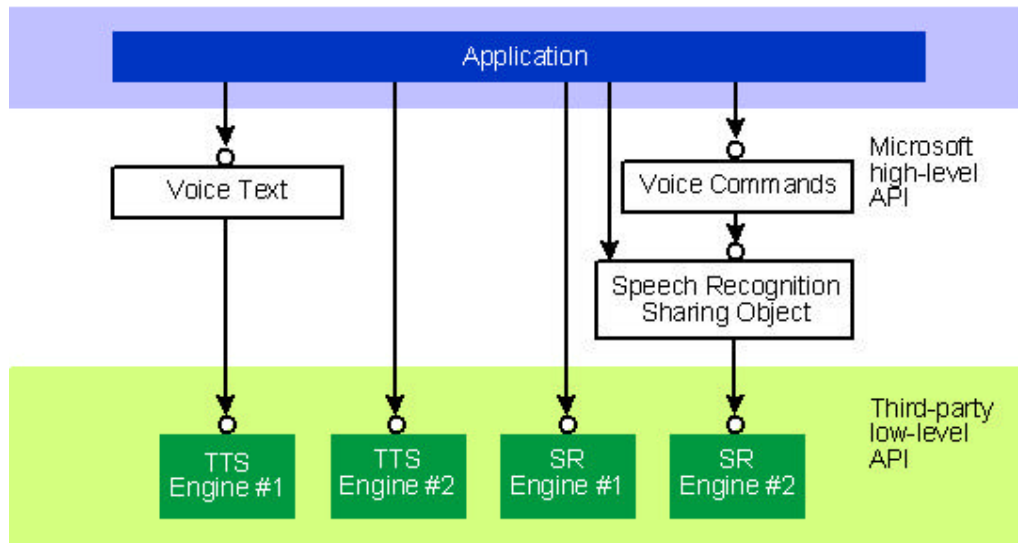 Application
Voice Text
Voice Commands
Microsoft
high-level
API
Speech Recognition
Sharing Object
TTS
Engine #1
TTS
Engine #2
SR
Engine #1
SR
Engine #2
Third-party
low-level
API